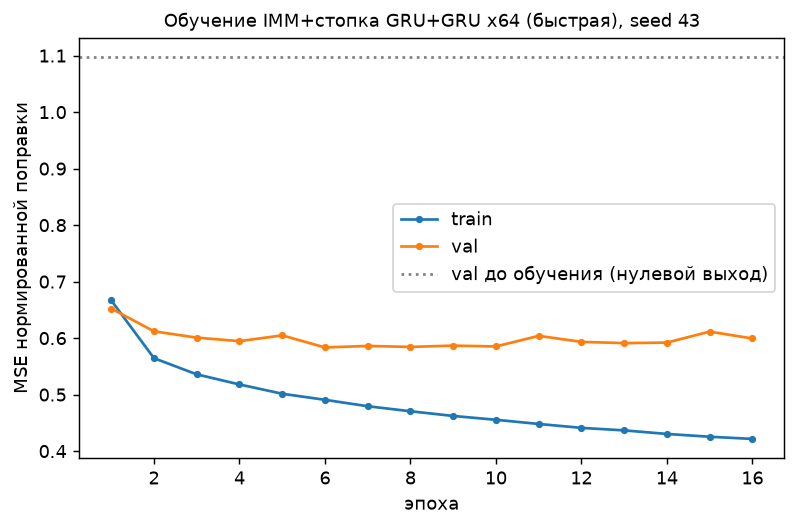 Обучение IMM+стопка GRU+GRU x64 (быстрая), seed 43
MSE нормированной поправки
1.1
1.0
0.9
0.8
0.7
0.6
0.5
0.4
train
val
val до обучения (нулевой выход)
2 4 6 8 10 12 14 16
эпоха